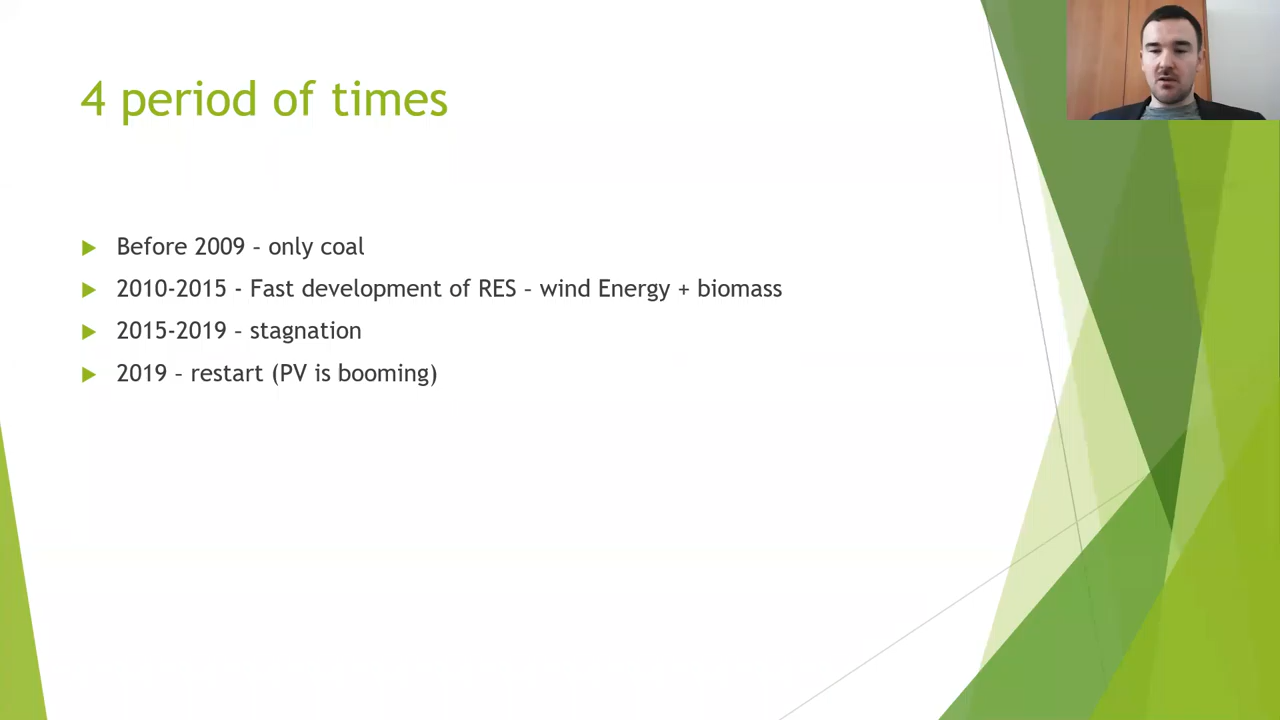 4 period of times
Before 2009 – only coal
2010-2015 - Fast development of RES – wind Energy + biomass
2015-2019 – stagnation
2019 – restart (PV is booming)